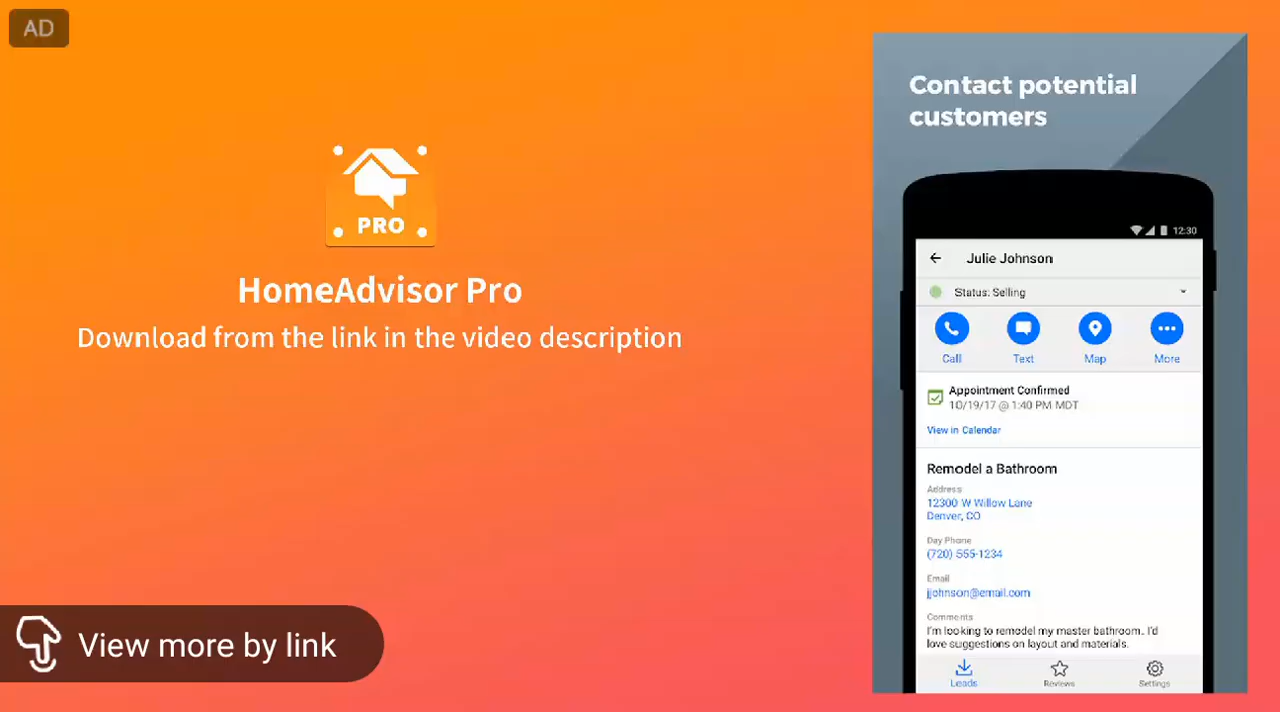 AD
PRO
HomeAdvisor Pro
Download from the link in the video description
View more by link
Contact potential
customers
12:30
Julie Johnson
Status: Selling
Call Text Map More
Appointment Confirmed
10/19/17 @ 1:40 PM MDT
View in Calendar
Remodel a Bathroom
Address
12300 W Willow Lane
Denver, CO
Day Phone
(720) 555-1234
Email
jjohnson@email.com
Comments
I'm looking to remodel my master bathroom. I'd
love suggestions on layout and materials.
Leads Reviews Settings